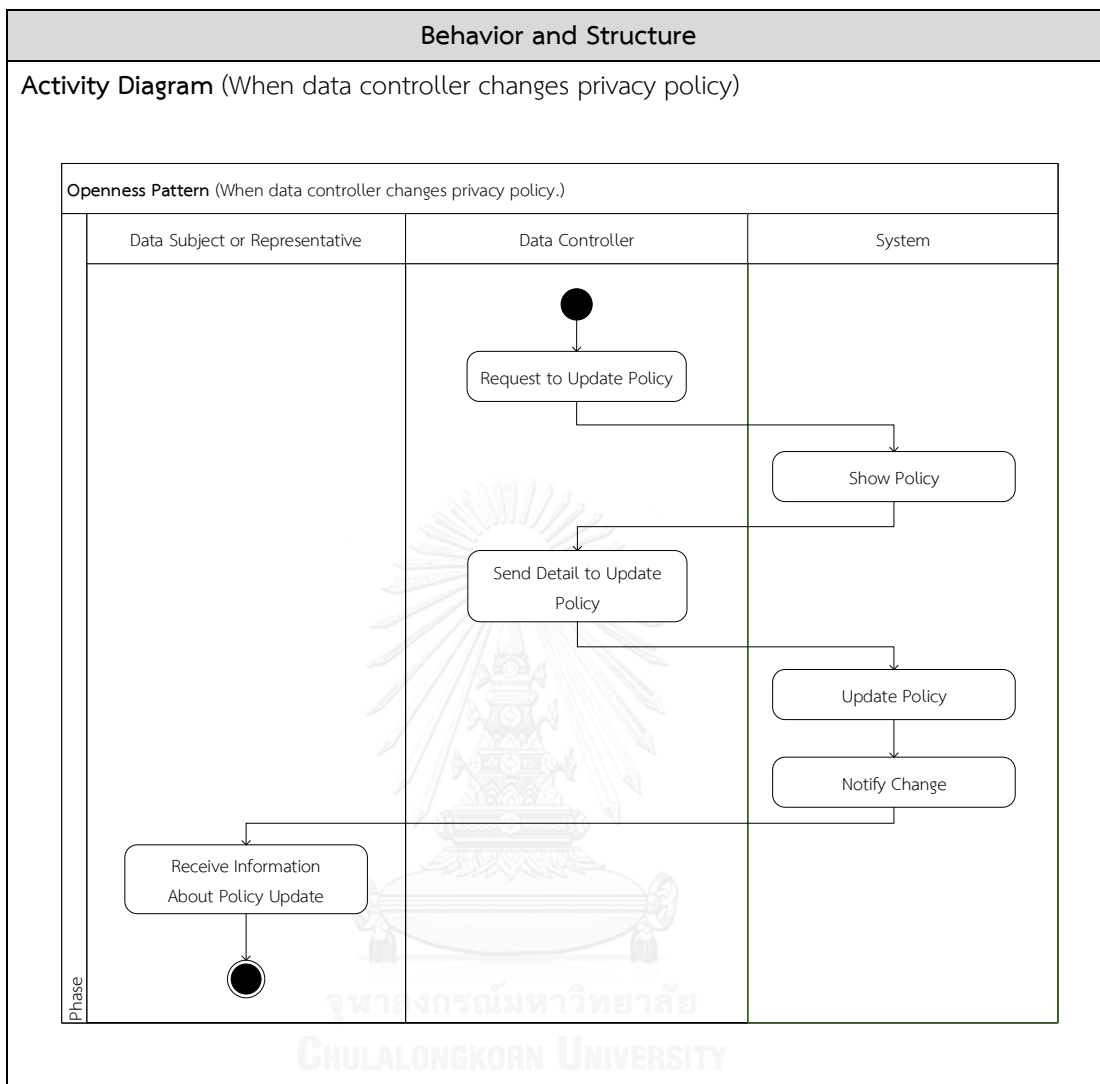 Behavior and Structure
Activity Diagram (When data controller changes privacy policy)
Openness Pattern (When data controller changes privacy policy.)
Data Subject or Representative
Data Controller
System
Request to Update Policy
Show Policy
Send Detail to Update
Policy
Update Policy
Notify Change
Receive Information
About Policy Update
Phase
จุฬาลงกรณ์มหาวิทยาลัย
CHULALONGKORN UNIVERSITY